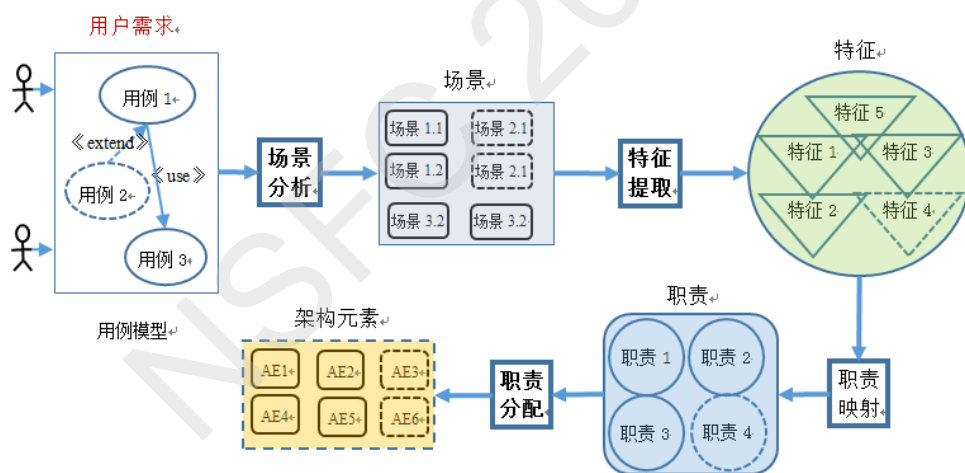 用户需求
用例 1
《extend》
用例 2
《use》
用例 3
用例模型
场景
分析
场景
场景 1.1
场景 2.1
场景 1.2
场景 2.1
场景 3.2
场景 3.2
特征
提取
特征
特征 5
特征 1
特征 3
特征 2
特征 4
职责
映射
职责
职责 1
职责 2
职责 3
职责 4
职责
分配
架构元素
AE1
AE2
AE3
AE4
AE5
AE6
NSFC 20